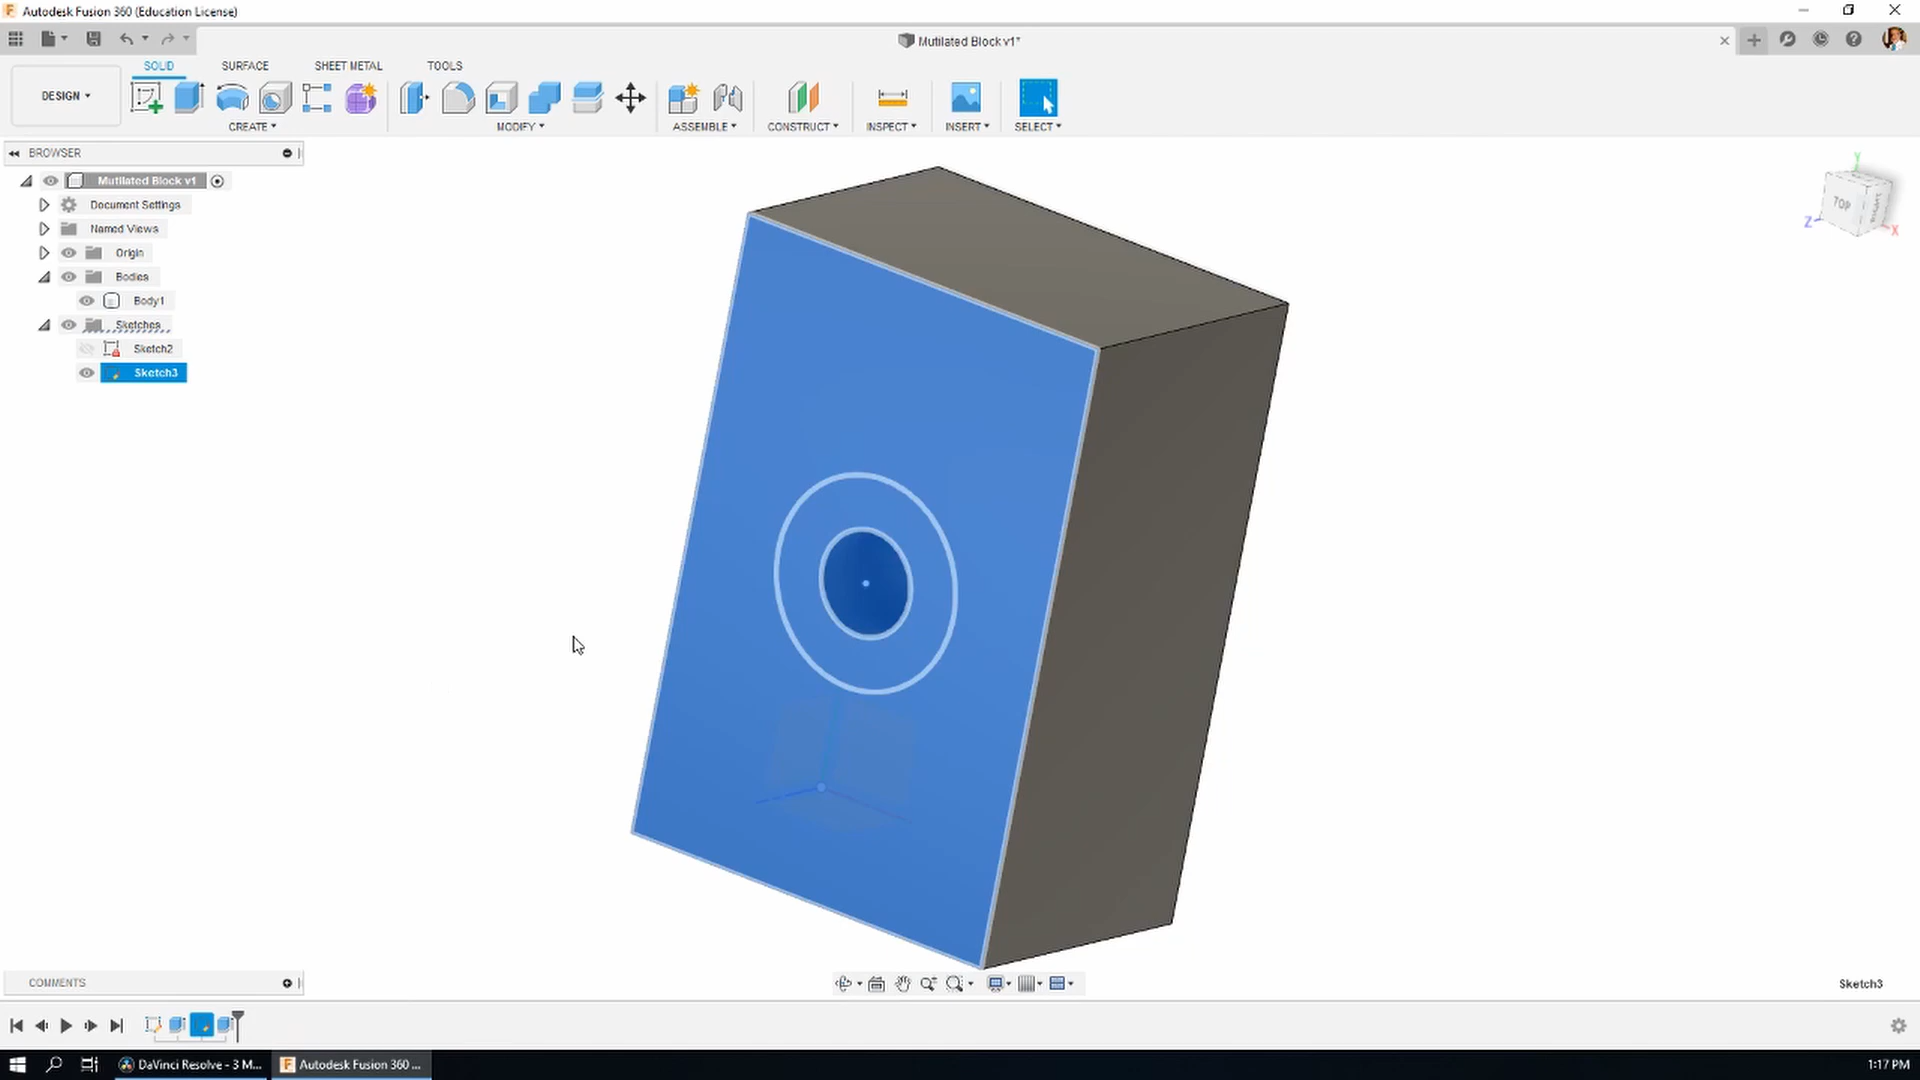 Autodesk Fusion 360 (Education License)
Mutilated Block v1*
SOLID SURFACE SHEET METAL TOOLS
DESIGN
CREATE MODIFY ASSEMBLE CONSTRUCT INSPECT INSERT SELECT
BROWSER
Mutilated Block v1
Document Settings
Named Views
Origin
Bodies
Body1
Sketches
Sketch2
Sketch3
Y
TOP
RIGHT
Z
X
COMMENTS
Sketch3
DaVinci Resolve - 3 M...
Autodesk Fusion 360 ...
1:17 PM